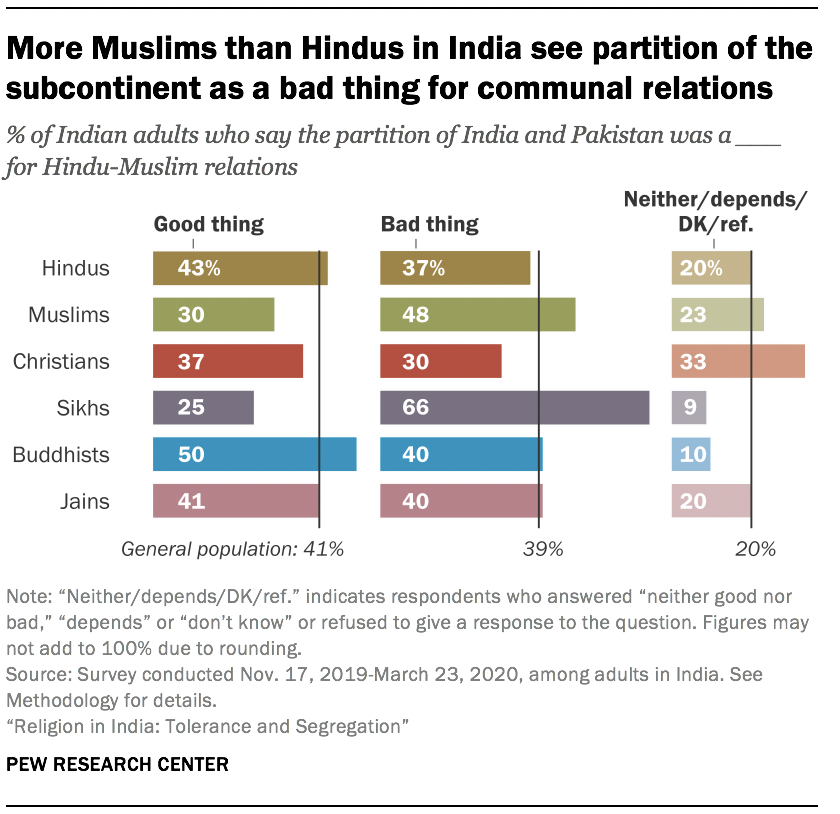 More Muslims than Hindus in India see partition of the
subcontinent as a bad thing for communal relations
% of Indian adults who say the partition of India and Pakistan was a ____
for Hindu-Muslim relations
Good thing Bad thing Neither/depends/
DK/ref.
Hindus 43% 37% 20%
Muslims 30 48 23
Christians 37 30 33
Sikhs 25 66 9
Buddhists 50 40 10
Jains 41 40 20
General population: 41% 39% 20%
Note: “Neither/depends/DK/ref.” indicates respondents who answered “neither good nor
bad,” “depends” or “don’t know” or refused to give a response to the question. Figures may
not add to 100% due to rounding.
Source: Survey conducted Nov. 17, 2019-March 23, 2020, among adults in India. See
Methodology for details.
“Religion in India: Tolerance and Segregation”
PEW RESEARCH CENTER